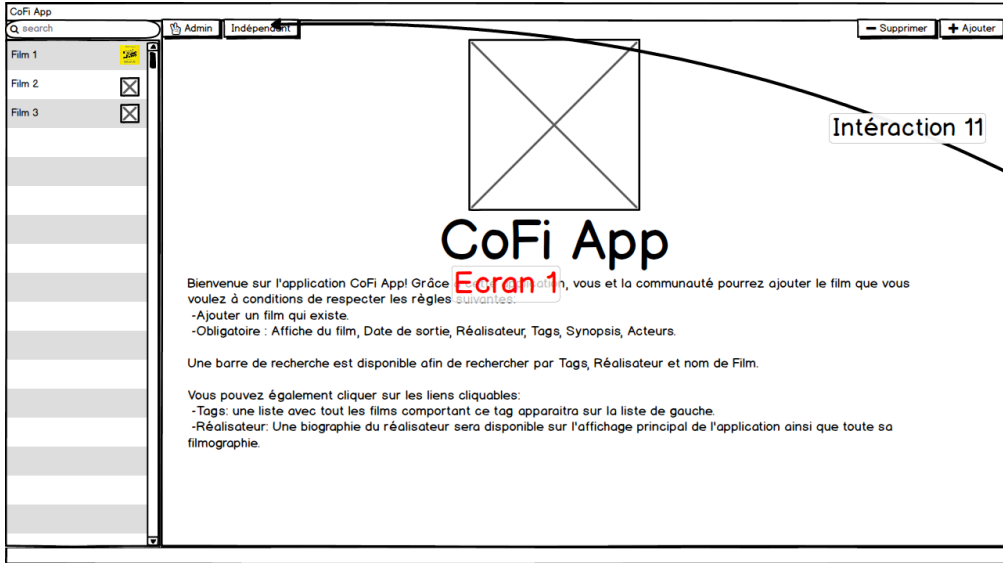 CoFi App
search
Admin
Indépendant
Supprimer
Ajouter
Film 1
Film 2
Film 3
Intéraction 11
CoFi App
Ecran 1
Bienvenue sur l'application CoFi App! Grâce à cette application, vous et la communauté pourrez ajouter le film que vous
voulez à conditions de respecter les règles suivantes:
-Ajouter un film qui existe.
-Obligatoire : Affiche du film, Date de sortie, Réalisateur, Tags, Synopsis, Acteurs.
Une barre de recherche est disponible afin de rechercher par Tags, Réalisateur et nom de Film.
Vous pouvez également cliquer sur les liens cliquables:
-Tags: une liste avec tout les films comportant ce tag apparaitra sur la liste de gauche.
-Réalisateur: Une biographie du réalisateur sera disponible sur l'affichage principal de l'application ainsi que toute sa
filmographie.